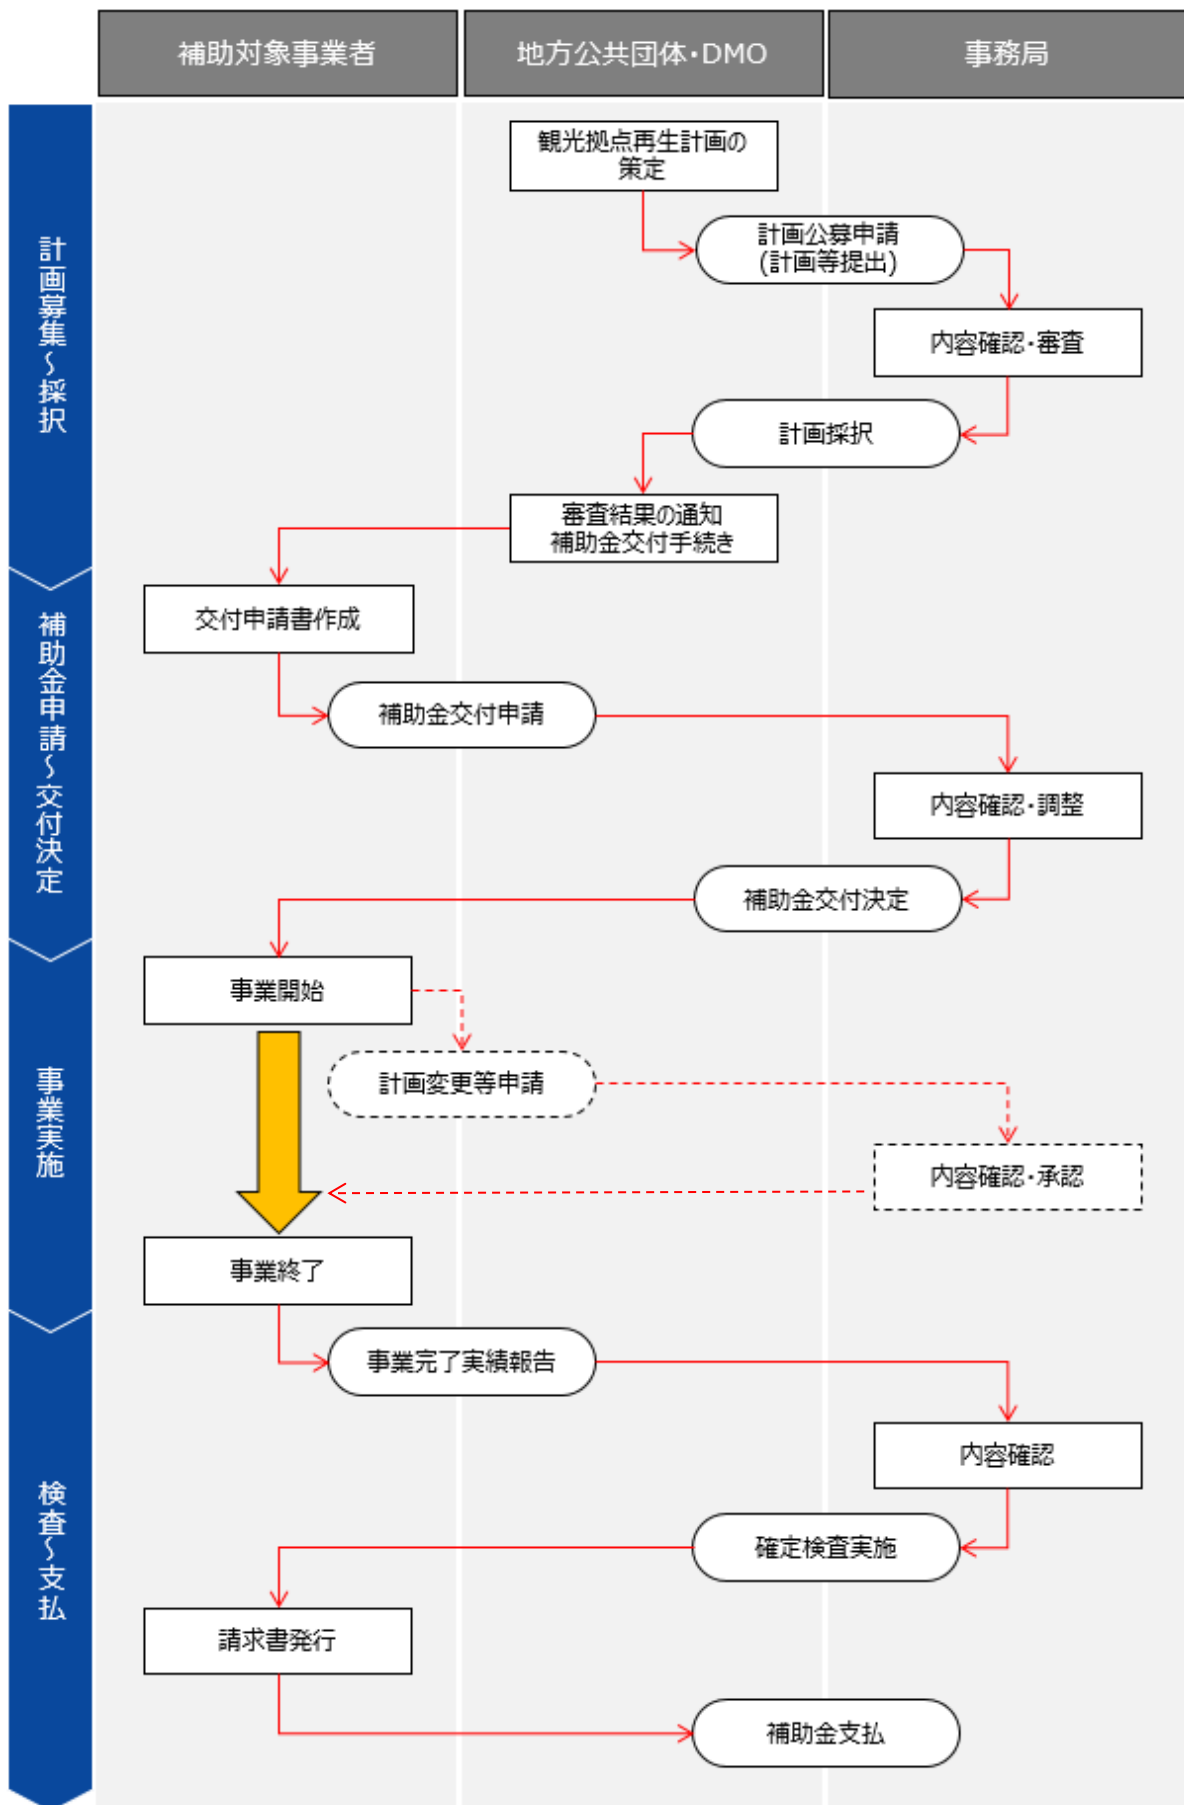 補助対象事業者
地方公共団体・DMO
事務局
計画募集～採択
観光拠点再生計画の
策定
計画公募申請
(計画等提出)
内容確認・審査
計画採択
審査結果の通知
補助金交付手続き
補助金申請～交付決定
交付申請書作成
補助金交付申請
内容確認・調整
補助金交付決定
事業実施
事業開始
計画変更等申請
内容確認・承認
事業終了
検査～支払
事業完了実績報告
内容確認
確定検査実施
請求書発行
補助金支払